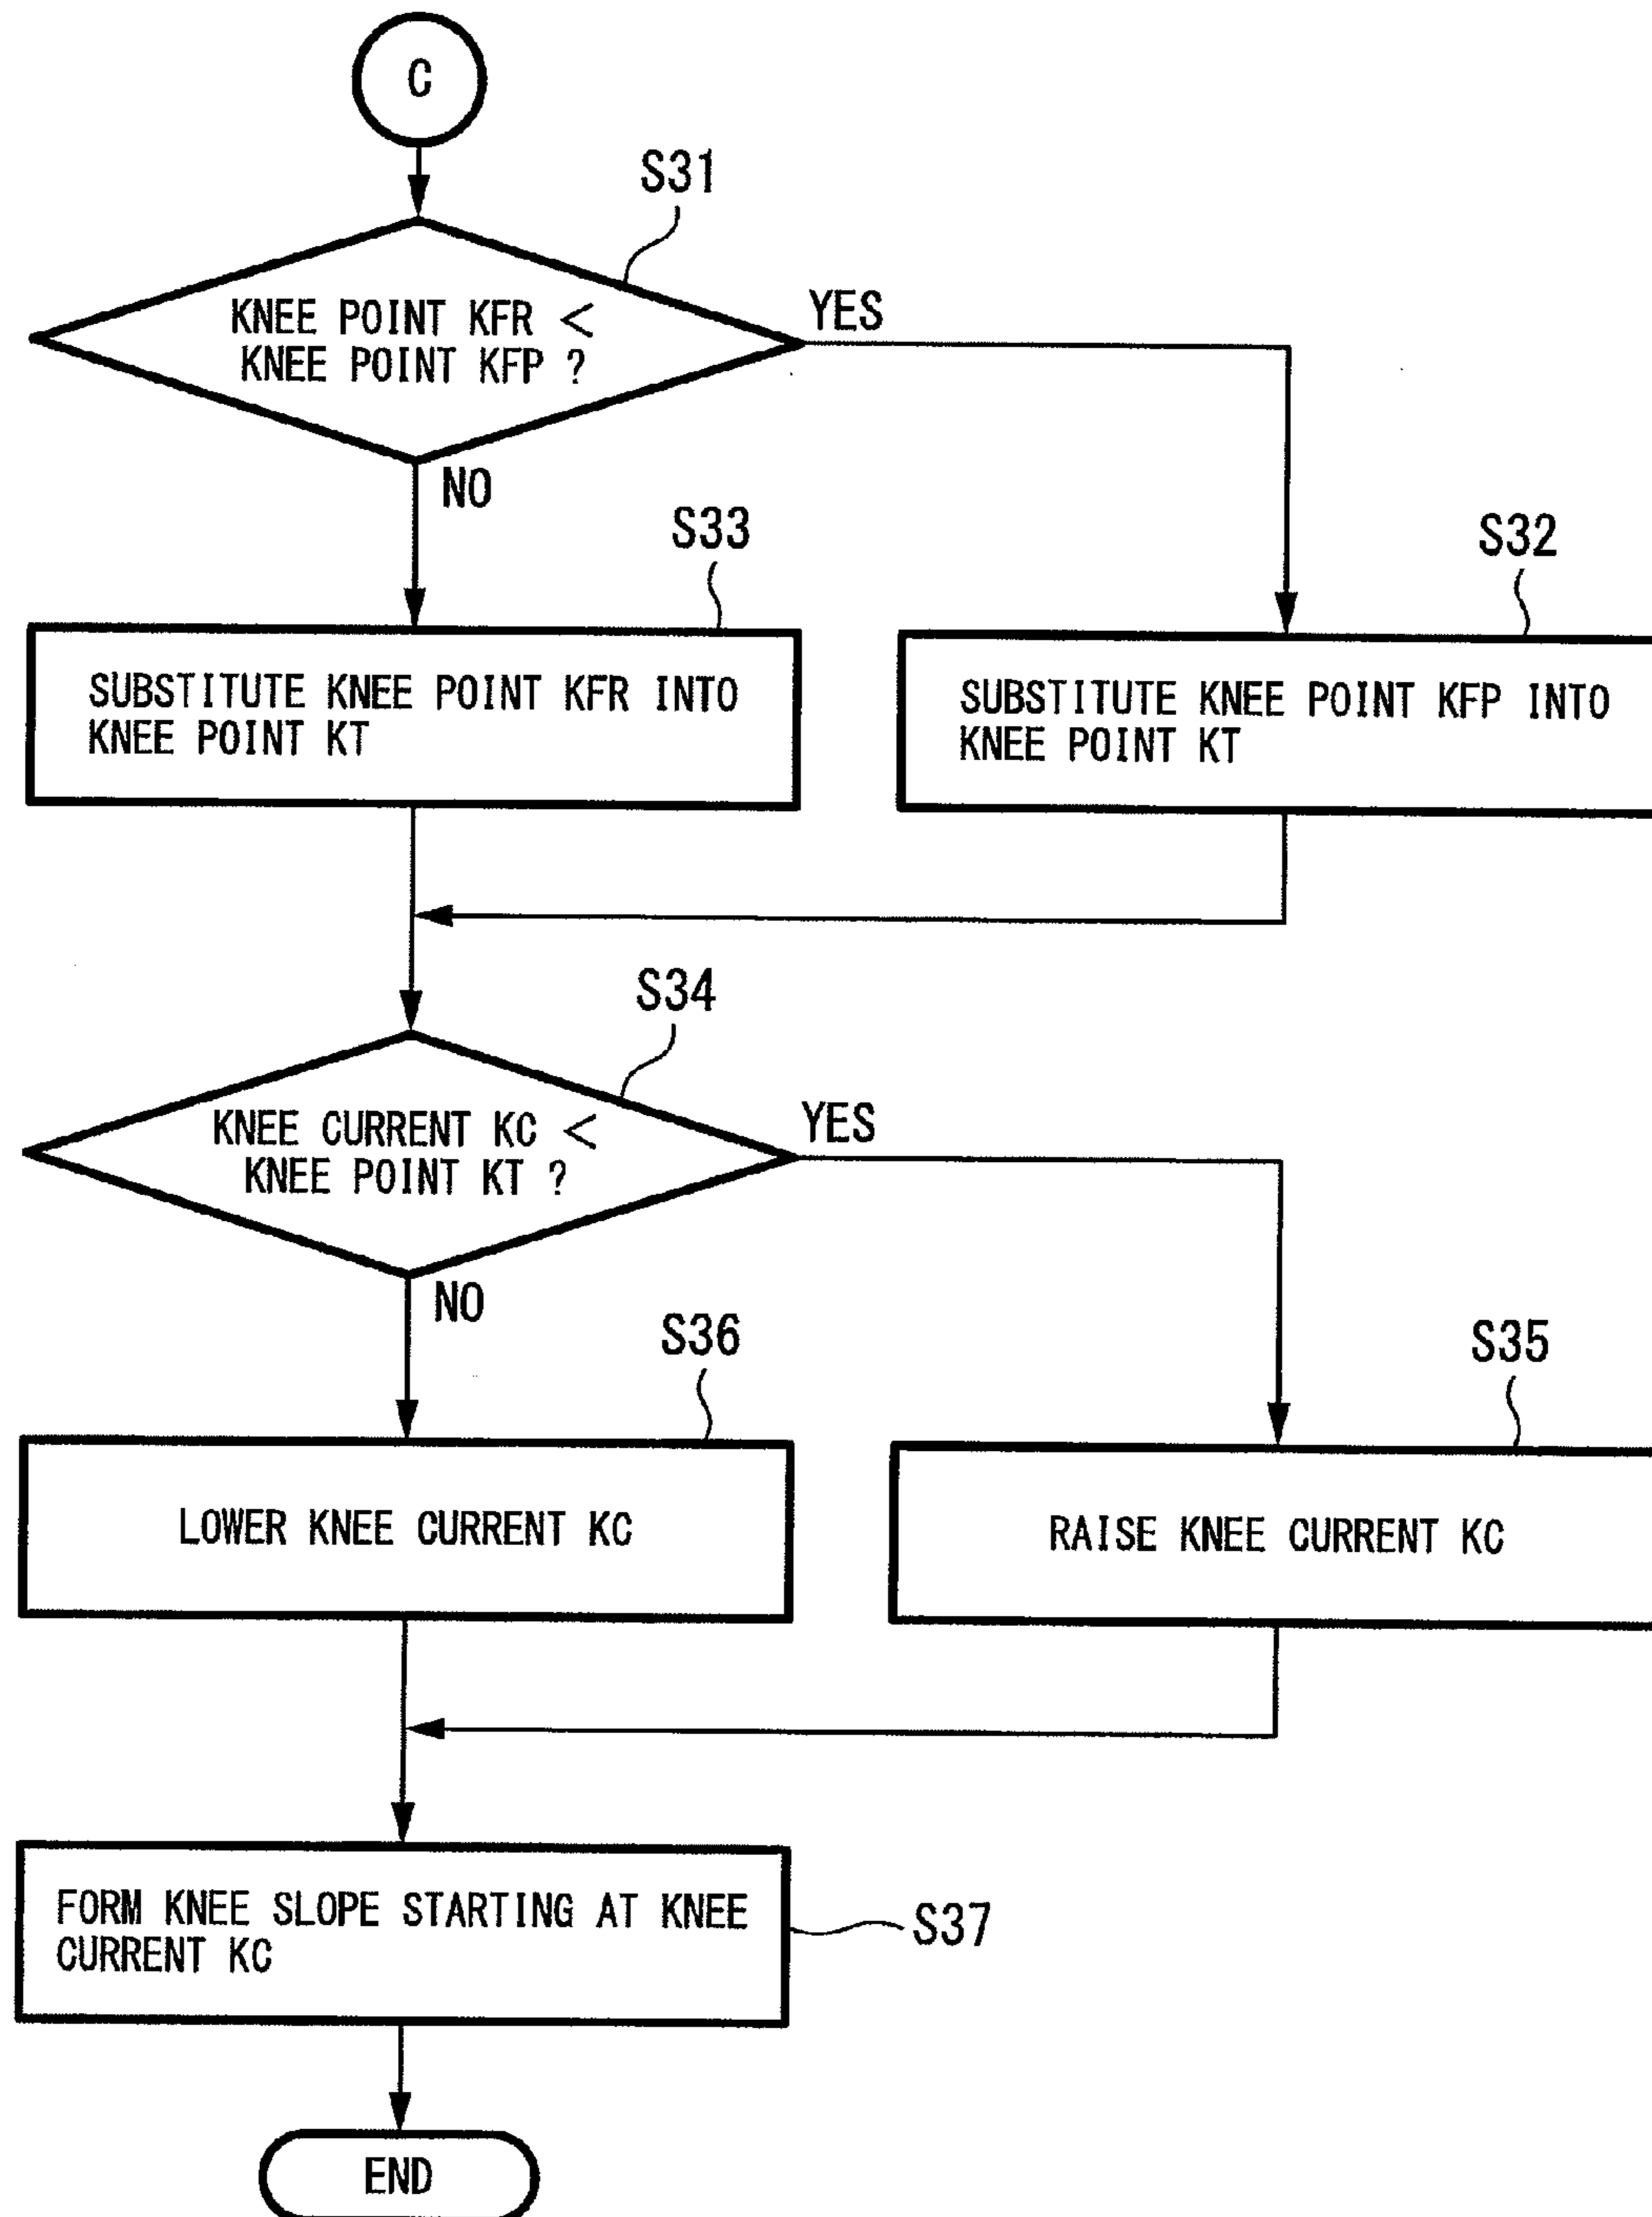 C
S31
KNEE POINT KFR <
KNEE POINT KFP ?
YES
NO
S33
S32
SUBSTITUTE KNEE POINT KFR INTO
KNEE POINT KT
SUBSTITUTE KNEE POINT KFP INTO
KNEE POINT KT
S34
KNEE CURRENT KC <
KNEE POINT KT ?
YES
NO
S36
S35
LOWER KNEE CURRENT KC
RAISE KNEE CURRENT KC
FORM KNEE SLOPE STARTING AT KNEE
CURRENT KC
S37
END